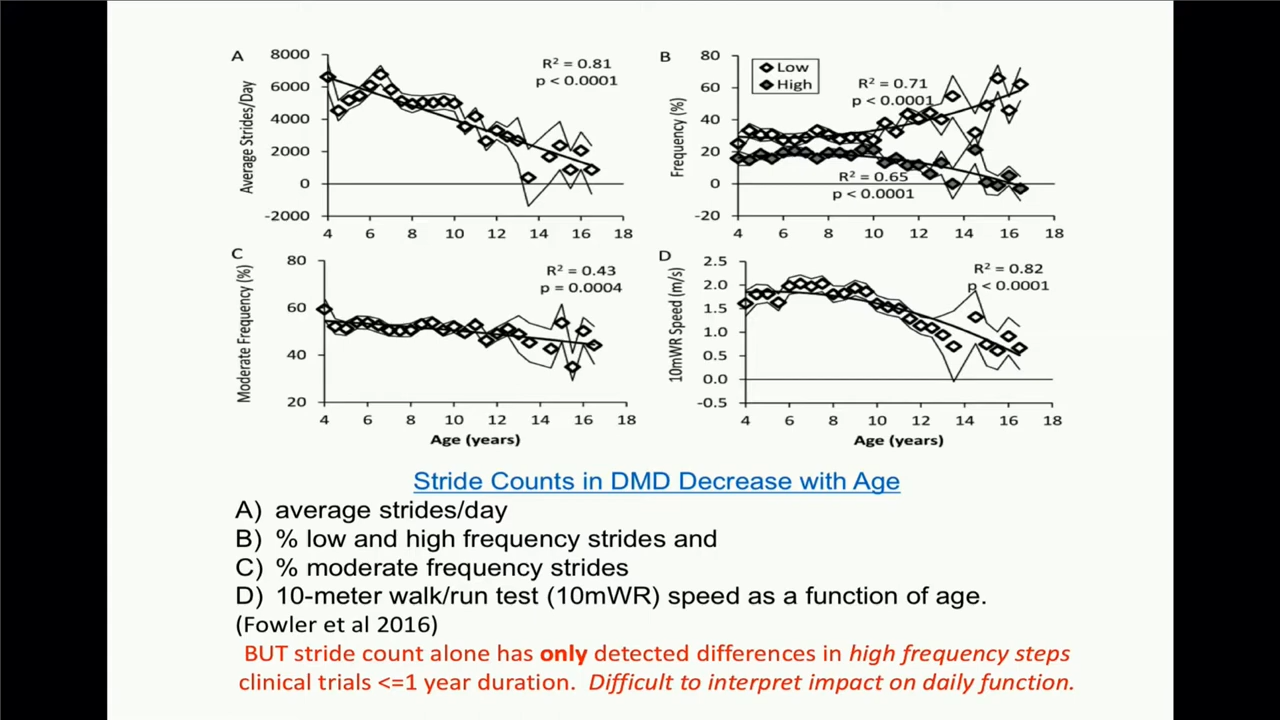 A
8000
6000
4000
2000
0
-2000
Average Strides/Day
R² = 0.81
p < 0.0001
4 6 8 10 12 14 16 18
B
80
60
40
20
0
-20
Frequency (%)
Low
High
R² = 0.71
p < 0.0001
R² = 0.65
p < 0.0001
4 6 8 10 12 14 16 18
C
80
60
40
20
Moderate Frequency (%)
R² = 0.43
p = 0.0004
4 6 8 10 12 14 16 18
Age (years)
D
2.5
2.0
1.5
1.0
0.5
0.0
-0.5
10mWR Speed (m/s)
R² = 0.82
p < 0.0001
4 6 8 10 12 14 16 18
Age (years)
Stride Counts in DMD Decrease with Age
A) average strides/day
B) % low and high frequency strides and
C) % moderate frequency strides
D) 10-meter walk/run test (10mWR) speed as a function of age.
(Fowler et al 2016)
BUT stride count alone has only detected differences in high frequency steps
clinical trials <=1 year duration. Difficult to interpret impact on daily function.